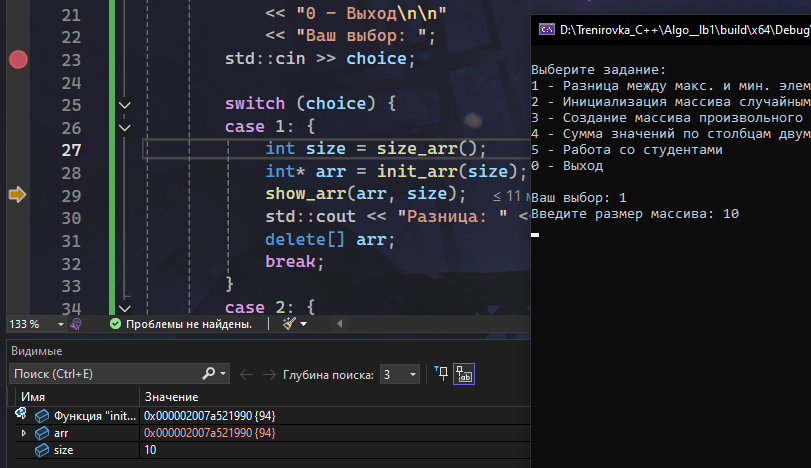 21 << "0 - Выход\n\n"
22 << "Ваш выбор: ";
23 std::cin >> choice;
24
25 switch (choice) {
26 case 1: {
27 int size = size_arr();
28 int* arr = init_arr(size);
29 show_arr(arr, size); ≤ 11
30 std::cout << "Разница: " <<
31 delete[] arr;
32 break;
33 }
34 case 2: {
133 % Проблемы не найдены.
Видимые
Поиск (Ctrl+E) Глубина поиска: 3
Имя Значение
Функция "init... 0x000002007a521990 {94}
arr 0x000002007a521990 {94}
size 10
D:\Trenirovka_C++\Algo__lb1\build\x64\Debug\
Выберите задание:
1 - Разница между макс. и мин. элем
2 - Инициализация массива случайным
3 - Создание массива произвольного
4 - Сумма значений по столбцам двум
5 - Работа со студентами
0 - Выход
Ваш выбор: 1
Введите размер массива: 10